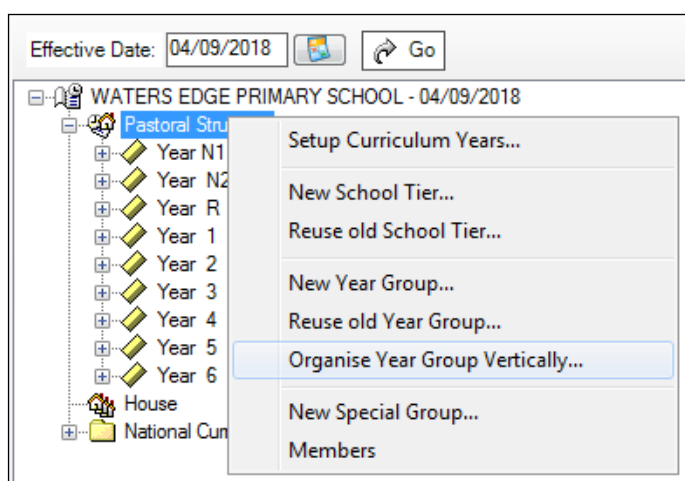 Effective Date: 04/09/2018 Go
WATERS EDGE PRIMARY SCHOOL - 04/09/2018
Pastoral Stru
Year N1
Year N2
Year R
Year 1
Year 2
Year 3
Year 4
Year 5
Year 6
House
National Cur
Setup Curriculum Years...
New School Tier...
Reuse old School Tier...
New Year Group...
Reuse old Year Group...
Organise Year Group Vertically...
New Special Group...
Members